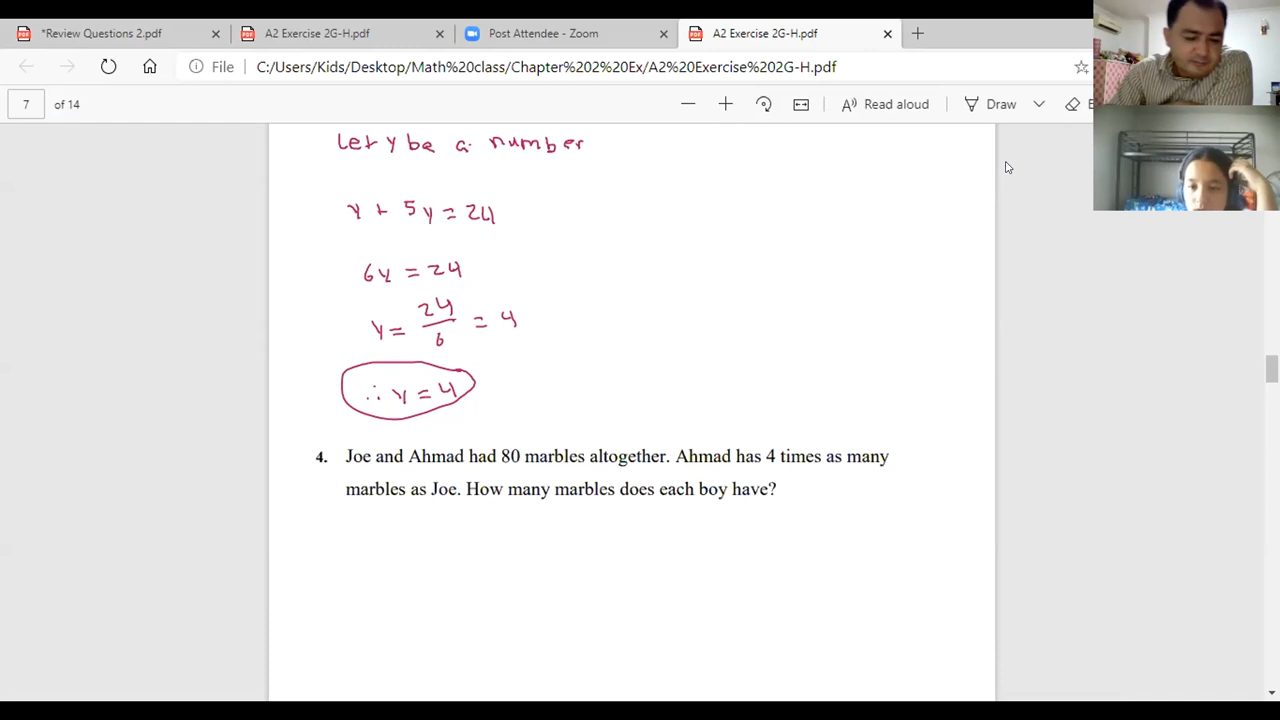 *Review Questions 2.pdf
A2 Exercise 2G-H.pdf
Post Attendee - Zoom
A2 Exercise 2G-H.pdf
File
C:/Users/Kids/Desktop/Math%20class/Chapter%202%20Ex/A2%20Exercise%202G-H.pdf
7 of 14
Read aloud
Draw
Let y be a number
y + 5y = 24
6y = 24
y = 24/6 = 4
∴ y = 4
4. Joe and Ahmad had 80 marbles altogether. Ahmad has 4 times as many
marbles as Joe. How many marbles does each boy have?